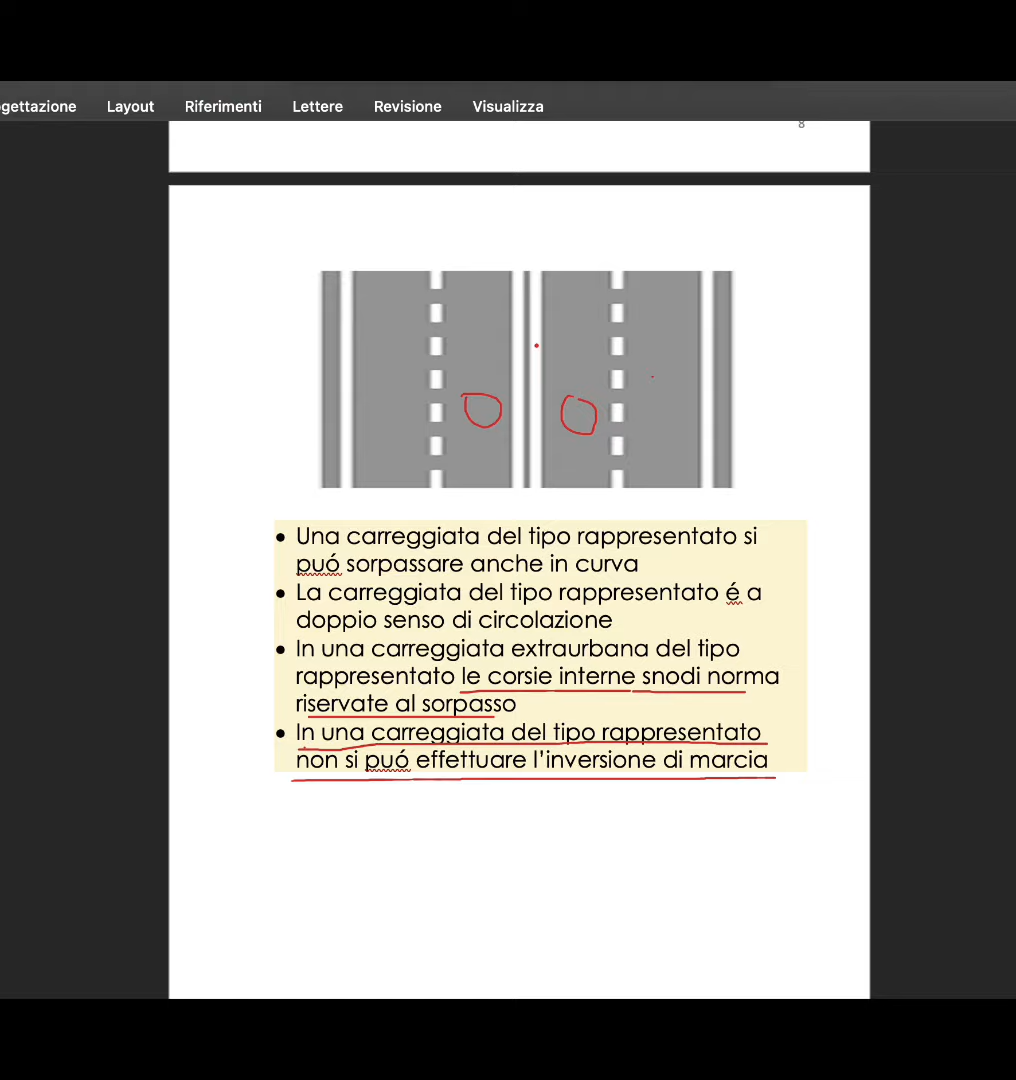 gettazione Layout Riferimenti Lettere Revisione Visualizza
8
• Una carreggiata del tipo rappresentato si
puó sorpassare anche in curva
• La carreggiata del tipo rappresentato é a
doppio senso di circolazione
• In una carreggiata extraurbana del tipo
rappresentato le corsie interne snodi norma
riservate al sorpasso
• In una carreggiata del tipo rappresentato
non si puó effettuare l'inversione di marcia